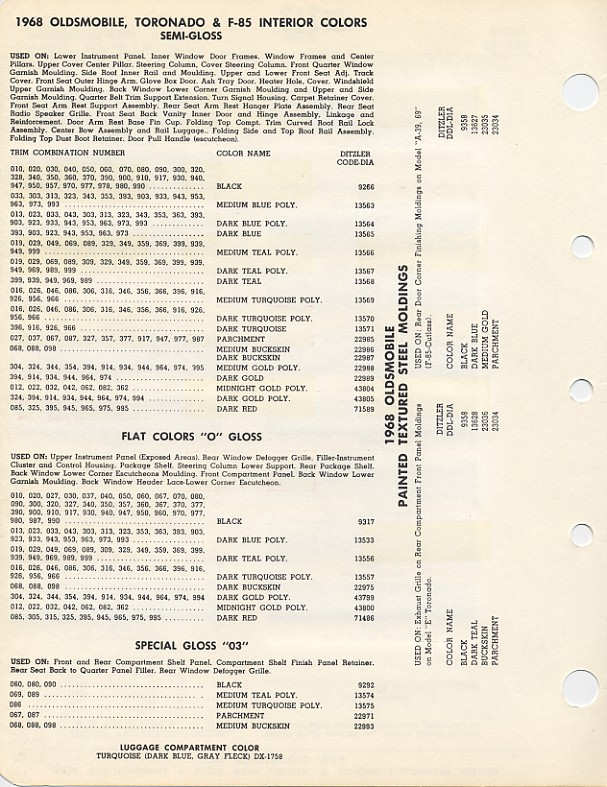 1968 OLDSMOBILE, TORONADO & F-85 INTERIOR COLORS
SEMI-GLOSS
USED ON: Lower Instrument Panel. Inner Window Door Frames. Window Frames and Center
Pillars. Upper Cover Center Pillar. Steering Column, Cover Steering Column. Front Quarter Window
Garnish Moulding. Side Roof Inner Rail and Moulding. Upper and Lower Front Seat Adj. Track
Cover. Front Seat Outer Hinge Arm. Glove Box Door. Ash Tray Door. Heater Hole, Cover. Windshield
Upper Garnish Moulding. Back Window Lower Corner Garnish Moulding and Upper and Side
Garnish Moulding. Quarter Belt Trim Support Extension. Turn Signal Housing. Carpet Retainer Cover.
Front Seat Arm Rest Support Assembly. Rear Seat Arm Rest Hanger Plate Assembly. Rear Seat
Radio Speaker Grille. Front Seat Back Vanity Inner Door and Hinge Assembly. Linkage and
Reinforcement. Door Arm Rest Base Fin Cup. Folding Top Compt. Trim Curved Roof Rail Lock
Assembly. Center Bow Assembly and Rail Luggage.. Folding Side and Top Roof Rail Assembly.
Folding Top Dust Boot Retainer. Door Pull Handle (escutcheon).
TRIM COMBINATION NUMBER COLOR NAME DITZLER
CODE-DIA
010, 020, 030, 040, 050, 060, 070, 080, 090, 300, 320,
328, 340, 350, 360, 370, 390, 900, 910, 917, 930, 940,
947, 950, 957, 970, 977, 978, 980, 990 BLACK 9266
033, 303, 313, 323, 343, 353, 393, 903, 933, 943, 953,
963, 973, 993 MEDIUM BLUE POLY. 13563
013, 023, 033, 043, 303, 313, 323, 343, 353, 363, 393,
903, 923, 933, 943, 953, 963, 973, 993 DARK BLUE POLY. 13564
393, 903, 923, 943, 953, 963, 973 DARK BLUE 13565
019, 029, 049, 069, 089, 329, 349, 359, 369, 399, 939,
949, 999 MEDIUM TEAL POLY. 13566
019, 029, 069, 089, 309, 329, 349, 359, 369, 399, 939,
949, 969, 989, 999 DARK TEAL POLY. 13567
399, 939, 949, 969, 989 DARK TEAL 13568
016, 026, 046, 086, 306, 316, 346, 356, 366, 396, 916,
926, 956, 966 MEDIUM TURQUOISE POLY. 13569
016, 026, 046, 086, 306, 316, 346, 356, 366, 916, 926,
956, 966 DARK TURQUOISE POLY. 13570
396, 916, 926, 966 DARK TURQUOISE 13571
027, 037, 067, 087, 327, 357, 377, 917, 947, 977, 987 PARCHMENT 22985
068, 088, 098 MEDIUM BUCKSKIN 22986
DARK BUCKSKIN 22987
304, 324, 344, 354, 394, 914, 934, 944, 964, 974, 995 MEDIUM GOLD POLY. 22988
394, 914, 934, 944, 964, 974 DARK GOLD 22989
012, 022, 032, 042, 062, 082, 362 MIDNIGHT GOLD POLY. 43804
324, 394, 914, 934, 944, 964, 974, 994 DARK GOLD POLY. 43805
085, 325, 395, 945, 965, 975, 995 DARK RED 71589
FLAT COLORS "O" GLOSS
USED ON: Upper Instrument Panel (Exposed Areas). Rear Window Defogger Grille. Filler-Instrument
Cluster and Control Housing. Package Shelf, Steering Column Lower Support. Rear Package Shelf.
Back Window Lower Corner Escutcheons Moulding. Front Compartment Panel. Back Window Lower
Garnish Moulding. Back Window Header Lace-Lower Corner Escutcheon.
010, 020, 027, 030, 037, 040, 050, 060, 067, 070, 080,
090, 300, 320, 327, 340, 350, 357, 360, 367, 370, 377,
390, 900, 910, 917, 930, 940, 947, 950, 960, 970, 977,
980, 987, 990 BLACK 9317
013, 023, 033, 043, 303, 313, 323, 353, 363, 393, 903,
923, 933, 943, 953, 963, 973, 993 DARK BLUE POLY. 13533
019, 029, 049, 069, 089, 309, 329, 349, 359, 369, 399,
939, 949, 969, 989, 999 DARK TEAL POLY. 13556
016, 026, 046, 086, 306, 316, 346, 356, 366, 396, 916,
926, 956, 966 DARK TURQUOISE POLY. 13557
068, 088, 098 DARK BUCKSKIN 22975
304, 324, 344, 354, 394, 914, 934, 944, 964, 974, 994 DARK GOLD POLY. 43799
012, 022, 032, 042, 062, 082, 362 MIDNIGHT GOLD POLY. 43800
085, 305, 315, 325, 395, 945, 965, 975, 995 DARK RED 71486
SPECIAL GLOSS "03"
USED ON: Front and Rear Compartment Shelf Panel, Compartment Shelf Finish Panel Retainer.
Rear Seat Back to Quarter Panel Filler. Rear Window Defogger Grille.
060, 080, 090 BLACK 9292
069, 089 MEDIUM TEAL POLY. 13574
086 MEDIUM TURQUOISE POLY. 13575
067, 087 PARCHMENT 22971
068, 088, 098 MEDIUM BUCKSKIN 22993
LUGGAGE COMPARTMENT COLOR
TURQUOISE (DARK BLUE, GRAY FLECK) DX-1758
1968 OLDSMOBILE
PAINTED TEXTURED STEEL MOLDINGS
USED ON: Exhaust Grille on Rear Compartment Front Panel Moldings
on Model "E" Toronado.
COLOR NAME DITZLER
DDL-DIA
BLACK 9358
DARK TEAL 13628
BUCKSKIN 23036
PARCHMENT 23034
USED ON: Rear Door Corner Finishing Moldings on Model "A-39, 69"
(F-85-Cutlass).
COLOR NAME DITZLER
DDL-DIA
BLACK 9358
DARK BLUE 13627
MEDIUM GOLD 23035
PARCHMENT 23034